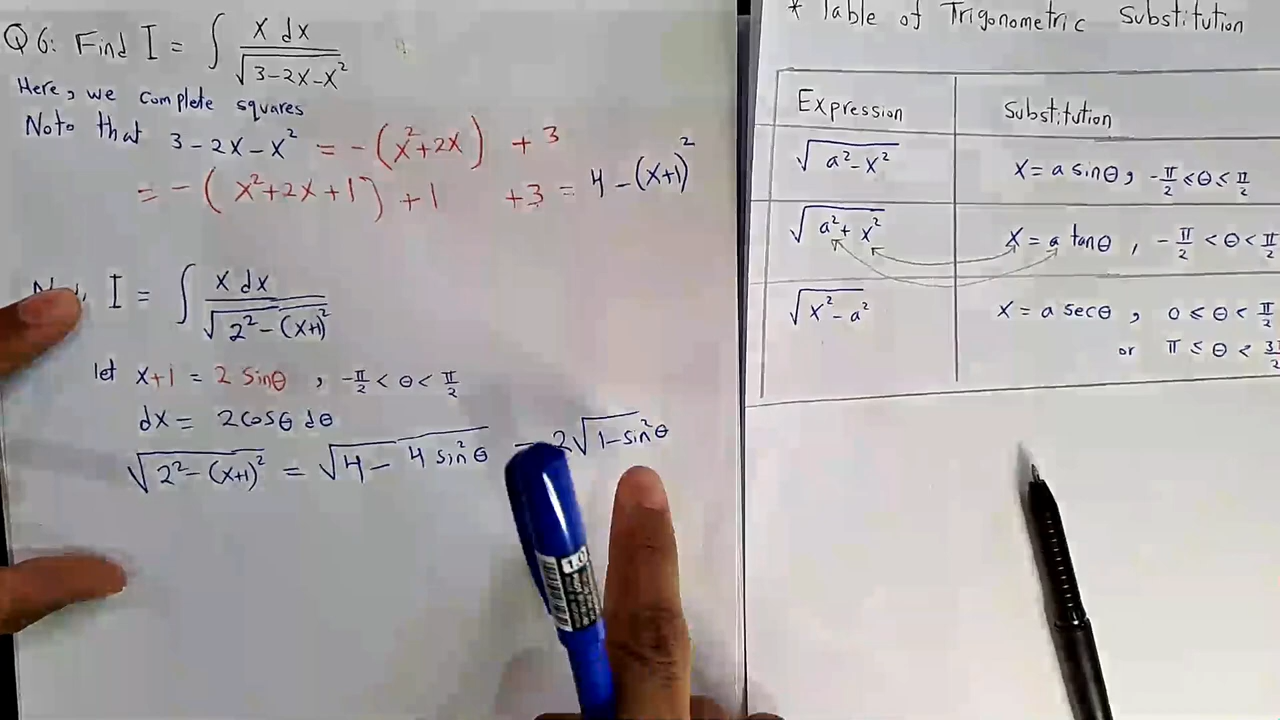 Q6: Find I = ∫ x dx / √(3-2x-x²)
Here, we complete squares
Note that 3-2x-x² = -(x²+2x) +3
= -(x²+2x+1)+1 +3 = 4-(x+1)²
I = ∫ x dx / √(2²-(x+1)²)
let x+1 = 2 sinθ , -π/2 < θ < π/2
dx = 2cosθ dθ
√(2²-(x+1)²) = √(4- 4 sin²θ) = 2√(1-sin²θ)
* Table of Trigonometric Substitution
Expression Substitution
√(a²-x²) x = a sinθ, -π/2 < θ < π/2
√(a²+x²) x = a tanθ , -π/2 < θ < π/2
√(x²-a²) x = a secθ , 0 ≤ θ < π/2
or π ≤ θ < 3π/2
1.0